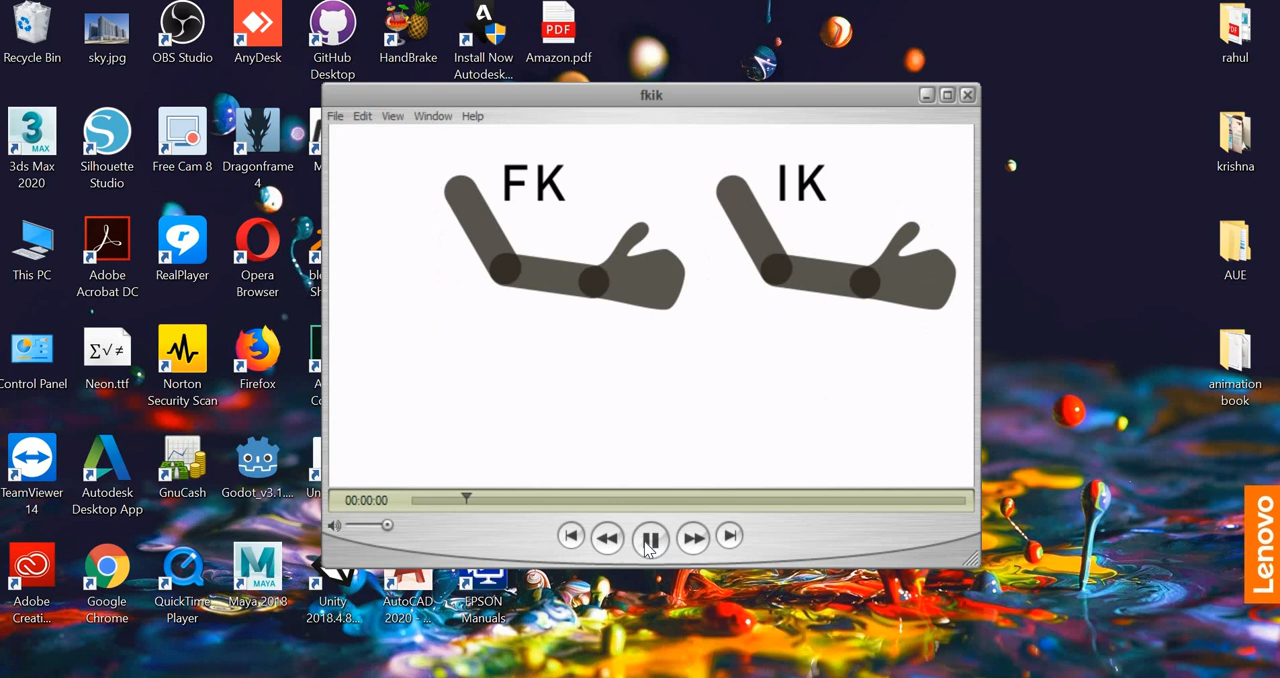 Recycle Bin
sky.jpg
OBS Studio
AnyDesk
GitHub
Desktop
HandBrake
Install Now
Autodesk...
PDF
Amazon.pdf
rahul
fkik
File Edit View Window Help
FK
IK
3
MAX
3ds Max
2020
Silhouette
Studio
Free Cam 8
Dragonframe
4
krishna
This PC
Adobe
Acrobat DC
RealPlayer
Opera
Browser
AUE
Control Panel
Σ√≠
Neon.ttf
Norton
Security Scan
Firefox
animation
book
TeamViewer
14
Autodesk
Desktop App
GnuCash
Godot_v3.1....
00:00:00
Lenovo
Adobe
Creati...
Google
Chrome
QuickTime
Player
MAYA
Maya 2018
Unity
2018.4.8...
AutoCAD
2020 - ...
EPSON
Manuals